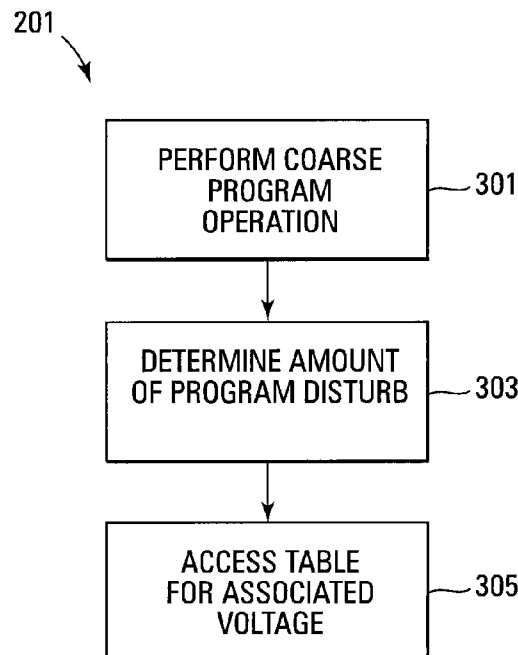 201
PERFORM COARSE
PROGRAM
OPERATION
301
DETERMINE AMOUNT
OF PROGRAM DISTURB
303
ACCESS TABLE
FOR ASSOCIATED
VOLTAGE
305